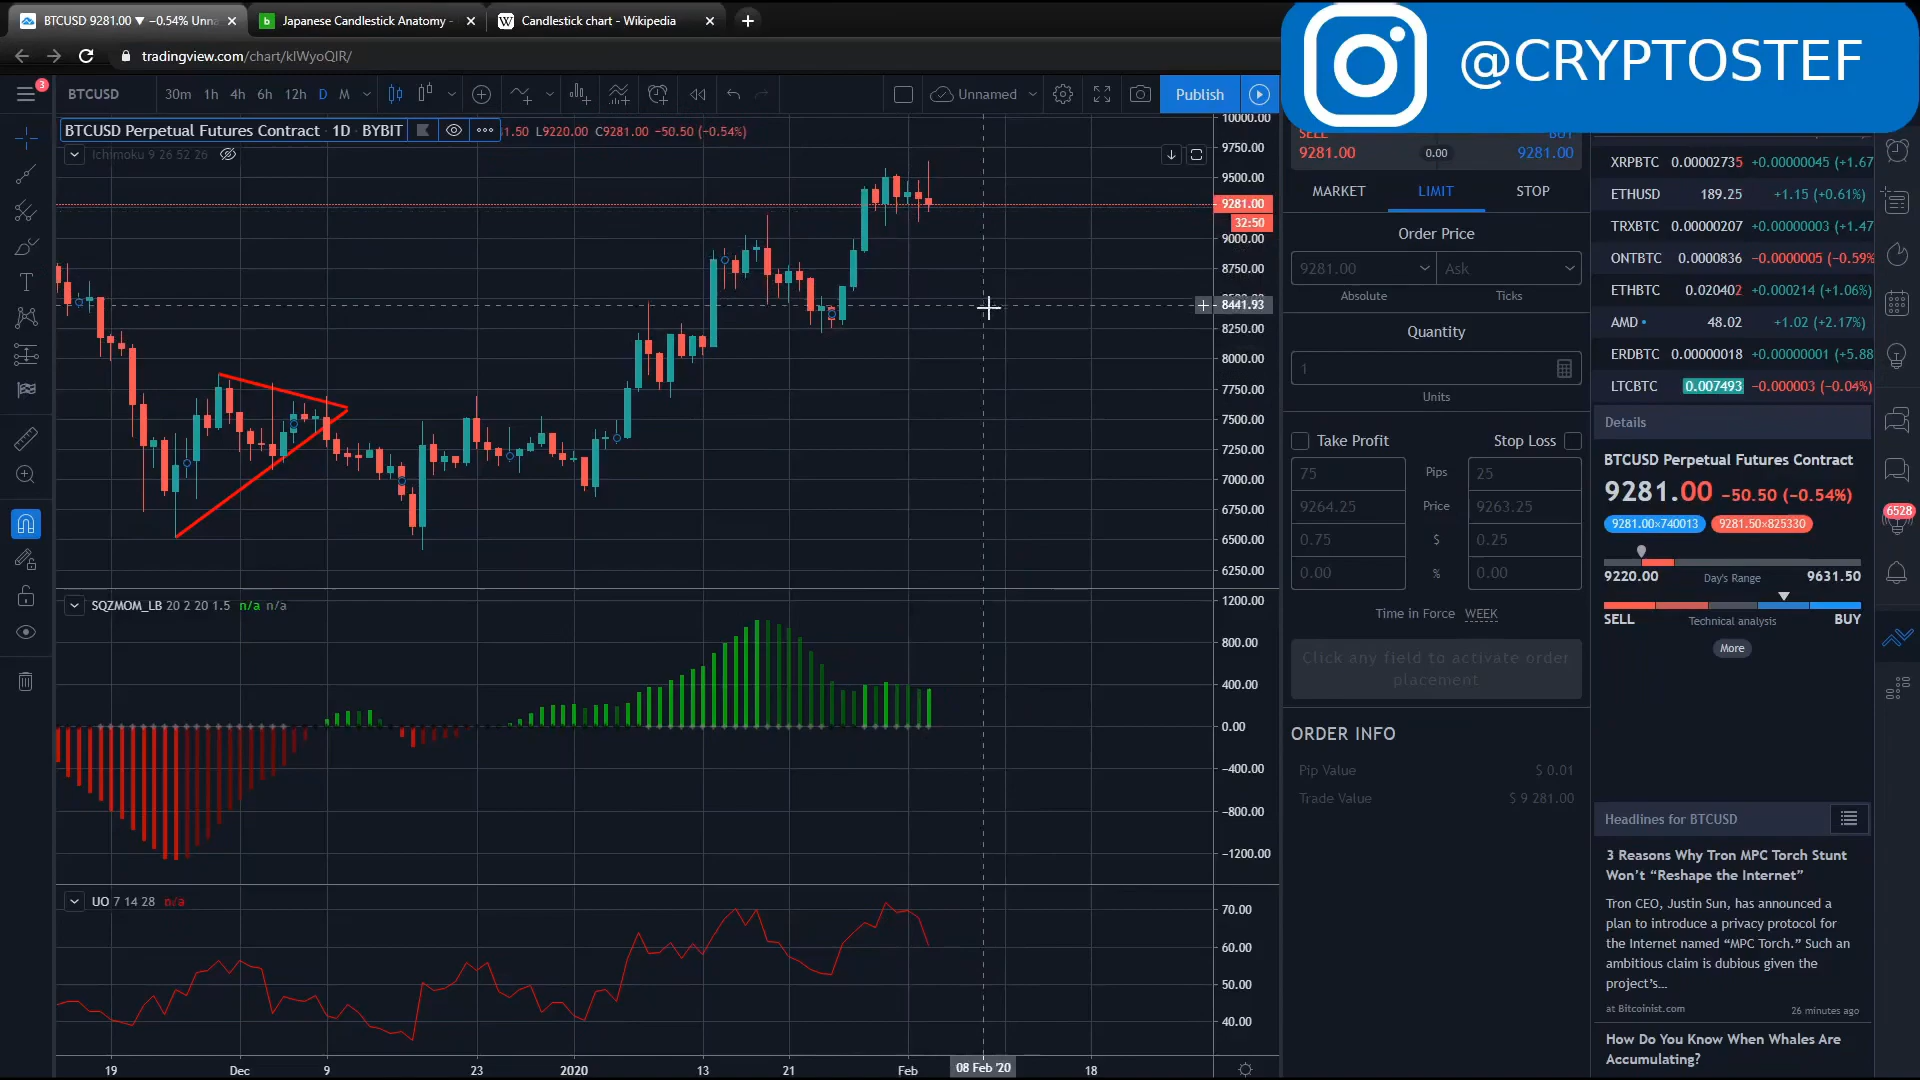 BTCUSD 9281.00 ▼ −0.54% Unna
Japanese Candlestick Anatomy -
Candlestick chart - Wikipedia
@CRYPTOSTEF
tradingview.com/chart/klWyoQlR/
3
BTCUSD 30m 1h 4h 6h 12h D M
Unnamed
Publish
BTCUSD Perpetual Futures Contract 1D BYBIT
1.50 L9220.00 C9281.00 −50.50 (−0.54%)
Ichimoku 9 26 52 26
10000.00
9750.00
9500.00
9281.00
32:50
9000.00
8750.00
8441.93
8250.00
8000.00
7750.00
7500.00
7250.00
7000.00
6750.00
6500.00
6250.00
SQZMOM_LB 20 2 20 1.5 n/a n/a
1200.00
800.00
400.00
0.00
−400.00
−800.00
−1200.00
UO 7 14 28 n/a
70.00
60.00
50.00
40.00
19 Dec 9 23 2020 13 21 Feb 08 Feb '20 18
SELL BUY
9281.00 0.00 9281.00
MARKET LIMIT STOP
Order Price
9281.00 Ask
Absolute Ticks
Quantity
1
Units
Take Profit Stop Loss
75 Pips 25
9264.25 Price 9263.25
0.75 $ 0.25
0.00 % 0.00
Time in Force WEEK
Click any field to activate order
placement
ORDER INFO
Pip Value $ 0.01
Trade Value $ 9 281.00
XRPBTC 0.00002735 +0.00000045 (+1.67
ETHUSD 189.25 +1.15 (+0.61%)
TRXBTC 0.00000207 +0.00000003 (+1.47
ONTBTC 0.0000836 −0.0000005 (−0.59%
ETHBTC 0.020402 +0.000214 (+1.06%)
AMD 48.02 +1.02 (+2.17%)
ERDBTC 0.00000018 +0.00000001 (+5.88
LTCBTC 0.007493 −0.000003 (−0.04%)
Details
BTCUSD Perpetual Futures Contract
9281.00 −50.50 (−0.54%)
9281.00×740013 9281.50×825330
9220.00 Day's Range 9631.50
SELL Technical analysis BUY
More
Headlines for BTCUSD
3 Reasons Why Tron MPC Torch Stunt
Won't “Reshape the Internet”
Tron CEO, Justin Sun, has announced a
plan to introduce a privacy protocol for
the Internet named “MPC Torch.” Such an
ambitious claim is dubious given the
project's...
at Bitcoinist.com 26 minutes ago
How Do You Know When Whales Are
Accumulating?
6528